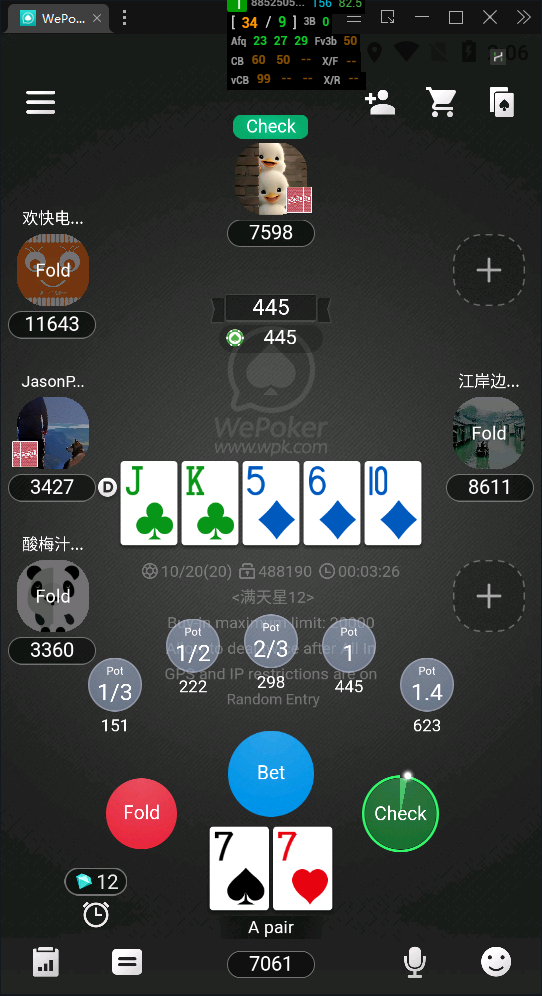 WePo...
8852505... 156 82.5
[ 34 / 9 ] 3B 0
Afq 23 27 29 Fv3b 50
CB 60 50 -- X/F --
vCB 99 -- -- X/R --
Check
7598
欢快电...
Fold
11643
445
445
WePoker
www.wpk.com
JasonP...
3427
江岸边...
Fold
8611
D
J K 5 6 10
酸梅汁...
Fold
3360
10/20(20) 488190 00:03:26
<满天星12>
Buy in maximum limit: 20000
after All In
GPS and IP restrictions are on
Random Entry
Pot 1/3 151
Pot 1/2 222
Pot 2/3 298
Pot 1 445
Pot 1.4 623
Bet
Fold
Check
7 7
12
A pair
7061